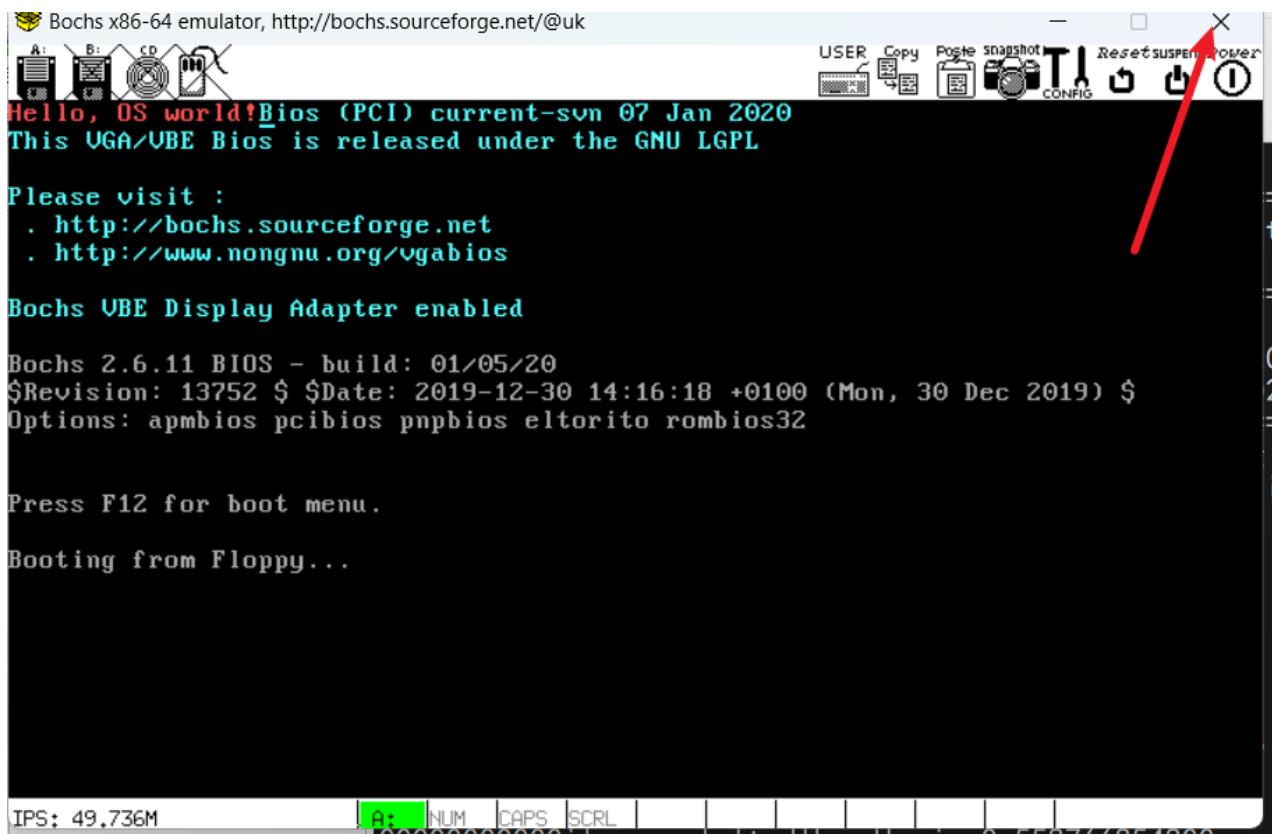 Bochs x86-64 emulator, http://bochs.sourceforge.net/@uk
A: B: CD USER Copy Paste snapshot CONFIG Reset SUSPEND Power
Hello, OS world!Bios (PCI) current-svn 07 Jan 2020
This VGA/VBE Bios is released under the GNU LGPL
Please visit :
. http://bochs.sourceforge.net
. http://www.nongnu.org/vgabios
Bochs VBE Display Adapter enabled
Bochs 2.6.11 BIOS - build: 01/05/20
$Revision: 13752 $ $Date: 2019-12-30 14:16:18 +0100 (Mon, 30 Dec 2019) $
Options: apmbios pcibios pnpbios eltorito rombios32
Press F12 for boot menu.
Booting from Floppy...
IPS: 49.736M A: NUM CAPS SCRL